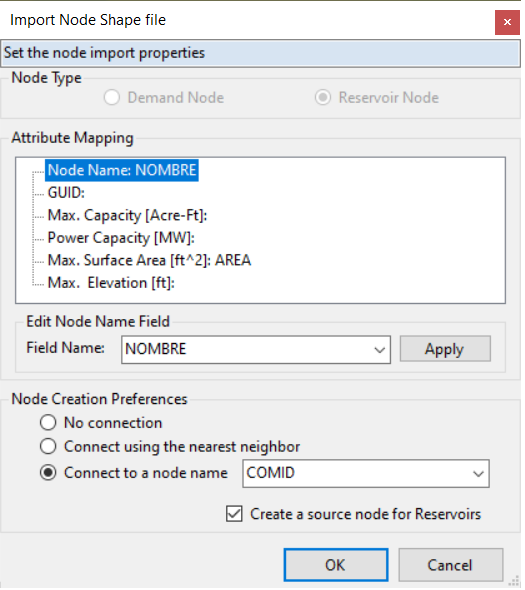 Import Node Shape file
Set the node import properties
Node Type
Demand Node
Reservoir Node
Attribute Mapping
Node Name: NOMBRE
GUID:
Max. Capacity [Acre-Ft]:
Power Capacity [MW]:
Max. Surface Area [ft^2]: AREA
Max.  Elevation [ft]:
Edit Node Name Field
Field Name:
NOMBRE
Apply
Node Creation Preferences
No connection
Connect using the nearest neighbor
Connect to a node name
COMID
Create a source node for Reservoirs
OK
Cancel